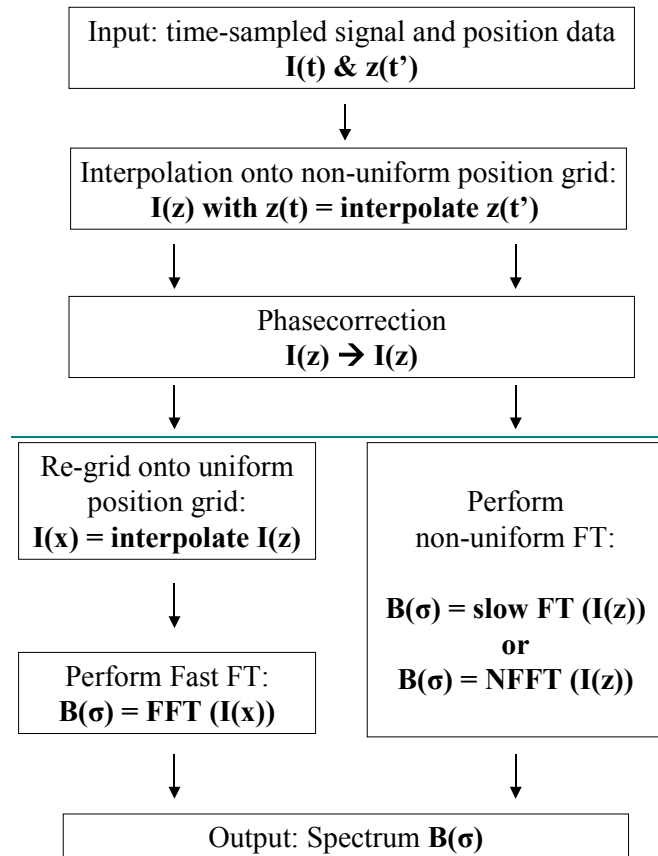 Input: time-sampled signal and position data
I(t) & z(t’)
Interpolation onto non-uniform position grid:
I(z) with z(t) = interpolate z(t’)
Phasecorrection
I(z) → I(z)
Re-grid onto uniform
position grid:
I(x) = interpolate I(z)
Perform Fast FT:
B(σ) = FFT (I(x))
Perform
non-uniform FT:
B(σ) = slow FT (I(z))
or
B(σ) = NFFT (I(z))
Output: Spectrum B(σ)